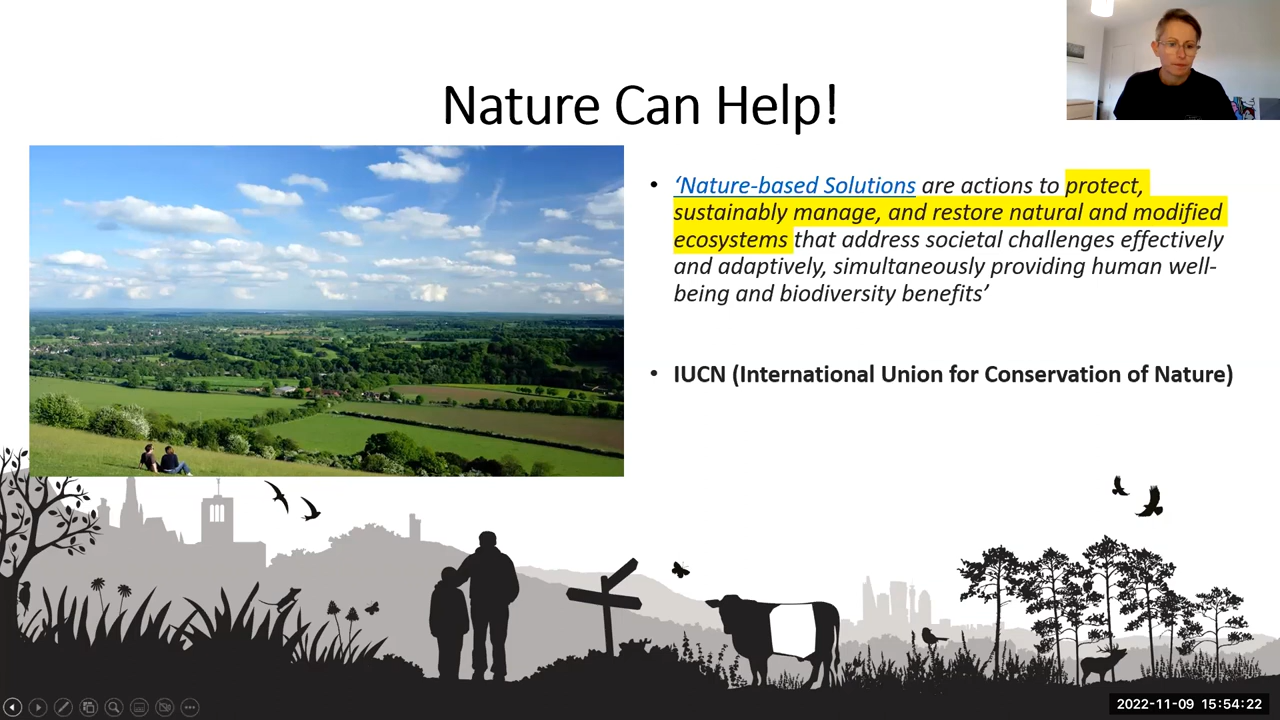 Nature Can Help!
• ‘Nature-based Solutions are actions to protect,
sustainably manage, and restore natural and modified
ecosystems that address societal challenges effectively
and adaptively, simultaneously providing human well-
being and biodiversity benefits’
• IUCN (International Union for Conservation of Nature)
2022-11-09 15:54:22